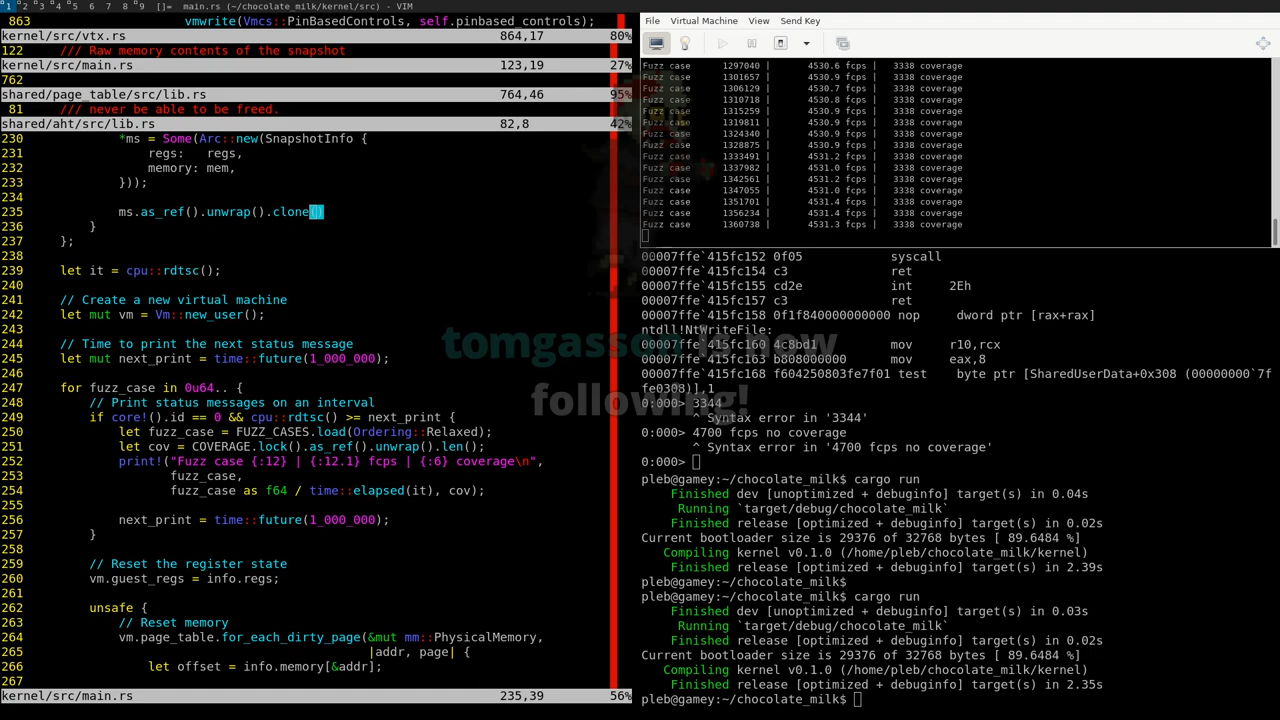 1 2 3 4 5 6 7 8 9 []= main.rs (~/chocolate_milk/kernel/src) - VIM
863 vmwrite(Vmcs::PinBasedControls, self.pinbased_controls);
kernel/src/vtx.rs 864,17 80%
122 /// Raw memory contents of the snapshot
kernel/src/main.rs 123,19 27%
762
shared/page_table/src/lib.rs 764,46 95%
81 /// never be able to be freed.
shared/aht/src/lib.rs 82,8 42%
230 *ms = Some(Arc::new(SnapshotInfo {
231 regs: regs,
232 memory: mem,
233 }));
234
235 ms.as_ref().unwrap().clone()
236 }
237 };
238
239 let it = cpu::rdtsc();
240
241 // Create a new virtual machine
242 let mut vm = Vm::new_user();
243
244 // Time to print the next status message
245 let mut next_print = time::future(1_000_000);
246
247 for fuzz_case in 0u64.. {
248 // Print status messages on an interval
249 if core!().id == 0 && cpu::rdtsc() >= next_print {
250 let fuzz_case = FUZZ_CASES.load(Ordering::Relaxed);
251 let cov = COVERAGE.lock().as_ref().unwrap().len();
252 print!("Fuzz case {:12} | {:12.1} fcps | {:6} coverage\n",
253 fuzz_case,
254 fuzz_case as f64 / time::elapsed(it), cov);
255
256 next_print = time::future(1_000_000);
257 }
258
259 // Reset the register state
260 vm.guest_regs = info.regs;
261
262 unsafe {
263 // Reset memory
264 vm.page_table.for_each_dirty_page(&mut mm::PhysicalMemory,
265 |addr, page| {
266 let offset = info.memory[&addr];
267
kernel/src/main.rs 235,39 56%
File Virtual Machine View Send Key
Fuzz case 1297040 | 4530.6 fcps | 3338 coverage
Fuzz case 1301657 | 4530.9 fcps | 3338 coverage
Fuzz case 1306129 | 4530.7 fcps | 3338 coverage
Fuzz case 1310718 | 4530.8 fcps | 3338 coverage
Fuzz case 1315259 | 4530.9 fcps | 3338 coverage
Fuzz case 1319811 | 4530.9 fcps | 3338 coverage
Fuzz case 1324340 | 4530.9 fcps | 3338 coverage
Fuzz case 1328875 | 4530.9 fcps | 3338 coverage
Fuzz case 1333491 | 4531.2 fcps | 3338 coverage
Fuzz case 1337982 | 4531.0 fcps | 3338 coverage
Fuzz case 1342561 | 4531.2 fcps | 3338 coverage
Fuzz case 1347055 | 4531.0 fcps | 3338 coverage
Fuzz case 1351701 | 4531.4 fcps | 3338 coverage
Fuzz case 1356234 | 4531.4 fcps | 3338 coverage
Fuzz case 1360738 | 4531.3 fcps | 3338 coverage
00007ffe`415fc152 0f05 syscall
00007ffe`415fc154 c3 ret
00007ffe`415fc155 cd2e int 2Eh
00007ffe`415fc157 c3 ret
00007ffe`415fc158 0f1f840000000000 nop dword ptr [rax+rax]
ntdll!NtWriteFile:
00007ffe`415fc160 4c8bd1 mov r10,rcx
00007ffe`415fc163 b808000000 mov eax,8
00007ffe`415fc168 f604250803fe7f01 test byte ptr [SharedUserData+0x308 (00000000`7f
fe0308)],1
0:000> 3344
^ Syntax error in '3344'
0:000> 4700 fcps no coverage
^ Syntax error in '4700 fcps no coverage'
0:000>
pleb@gamey:~/chocolate_milk$ cargo run
Finished dev [unoptimized + debuginfo] target(s) in 0.04s
Running `target/debug/chocolate_milk`
Finished release [optimized + debuginfo] target(s) in 0.02s
Current bootloader size is 29376 of 32768 bytes [ 89.6484 %]
Compiling kernel v0.1.0 (/home/pleb/chocolate_milk/kernel)
Finished release [optimized + debuginfo] target(s) in 2.39s
pleb@gamey:~/chocolate_milk$
pleb@gamey:~/chocolate_milk$ cargo run
Finished dev [unoptimized + debuginfo] target(s) in 0.03s
Running `target/debug/chocolate_milk`
Finished release [optimized + debuginfo] target(s) in 0.02s
Current bootloader size is 29376 of 32768 bytes [ 89.6484 %]
Compiling kernel v0.1.0 (/home/pleb/chocolate_milk/kernel)
Finished release [optimized + debuginfo] target(s) in 2.35s
pleb@gamey:~/chocolate_milk$
now
following!